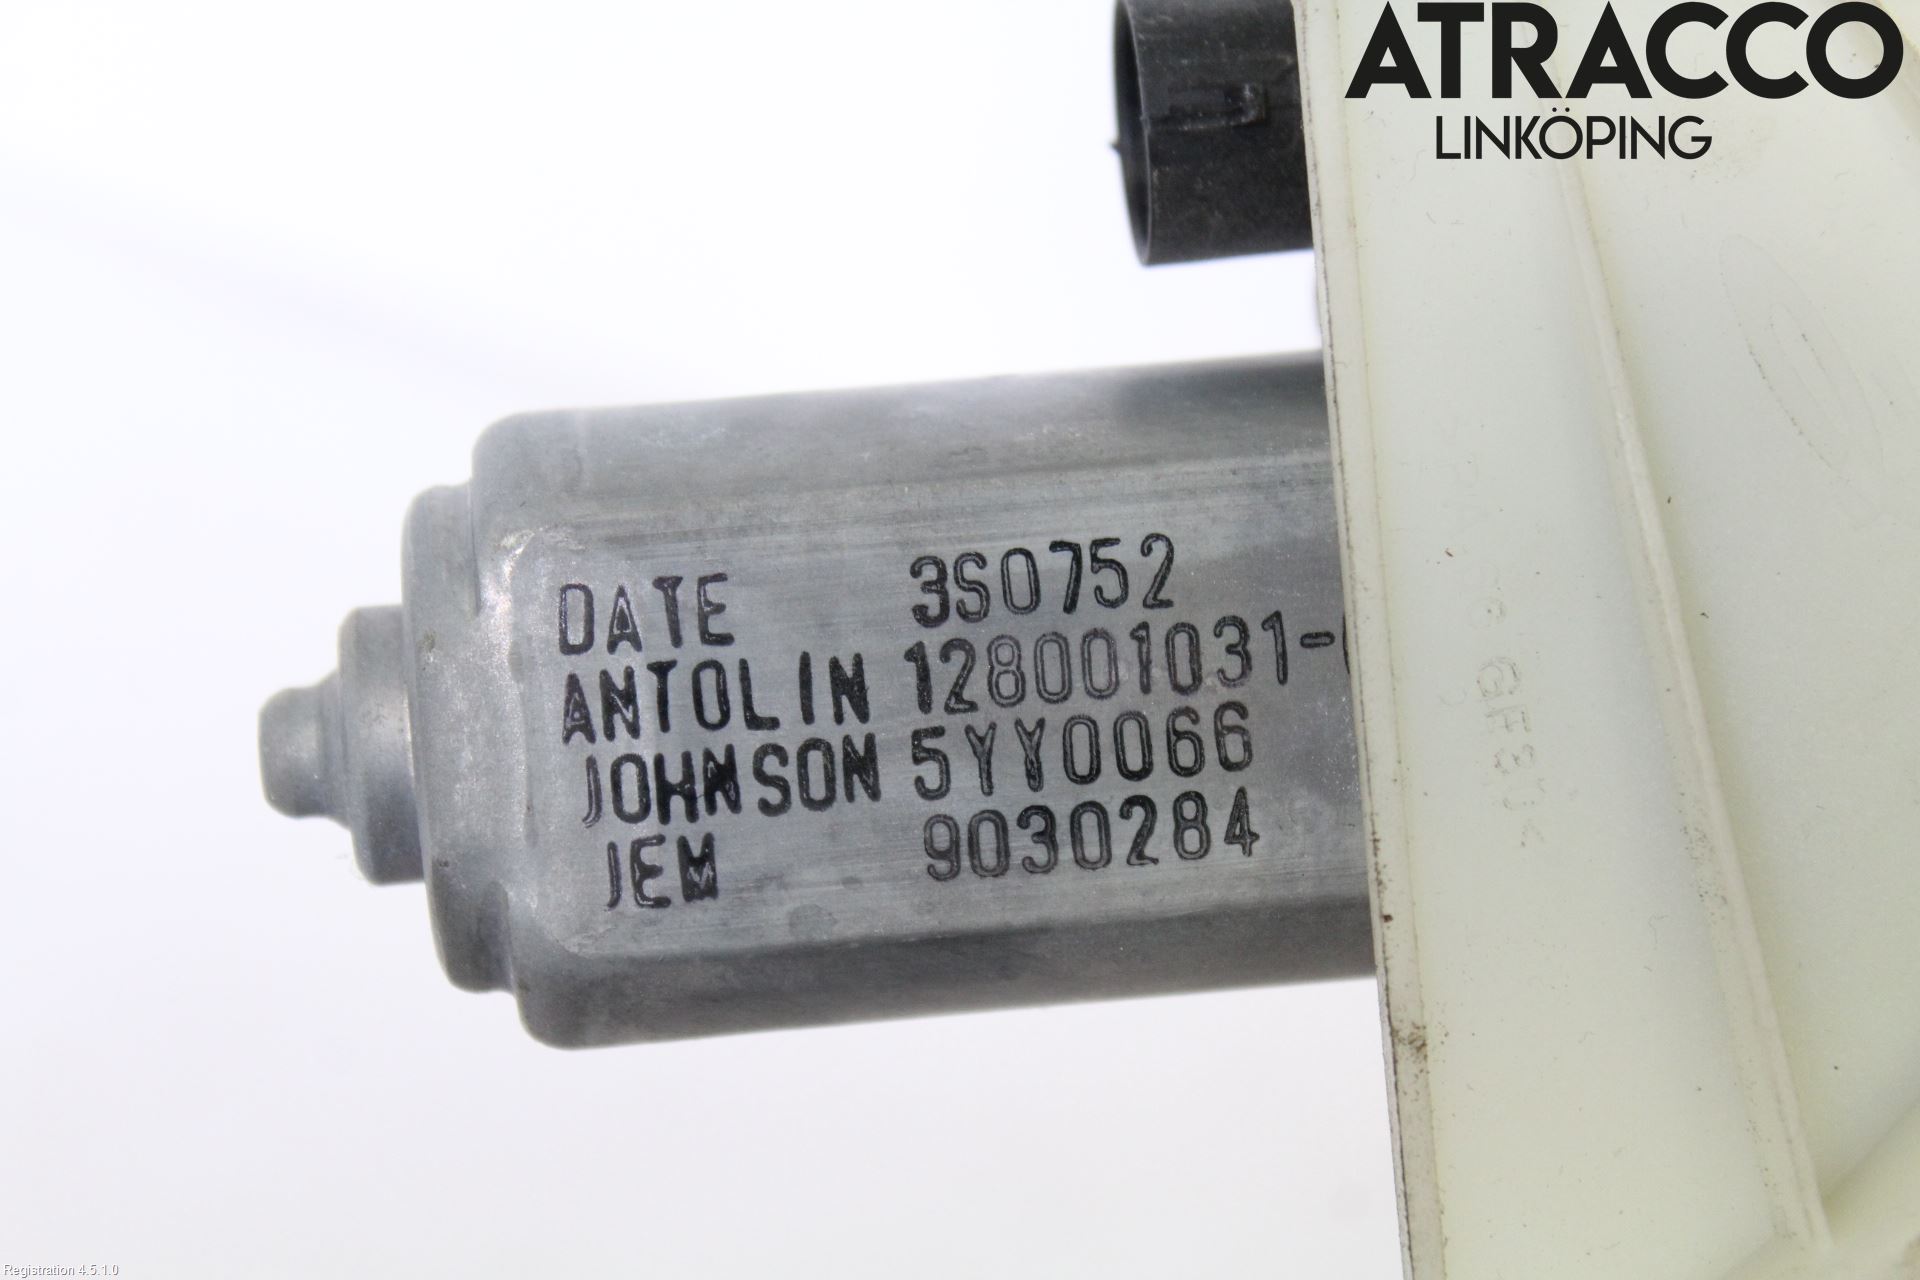 ATRACCO
LINKÖPING
DATE 3S0752
ANTOLIN 128001031-
JOHNSON 5YY0066
JEM 9030284
Registration 4.5.1.0